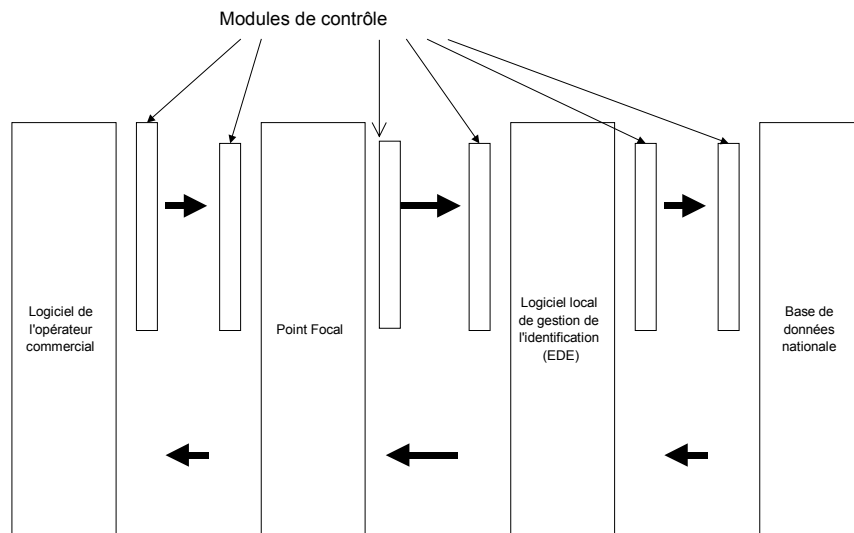 Modules de contrôle
Logiciel de
l'opérateur
commercial
Point Focal
Logiciel local
de gestion de
l'identification
(EDE)
Base de
données
nationale